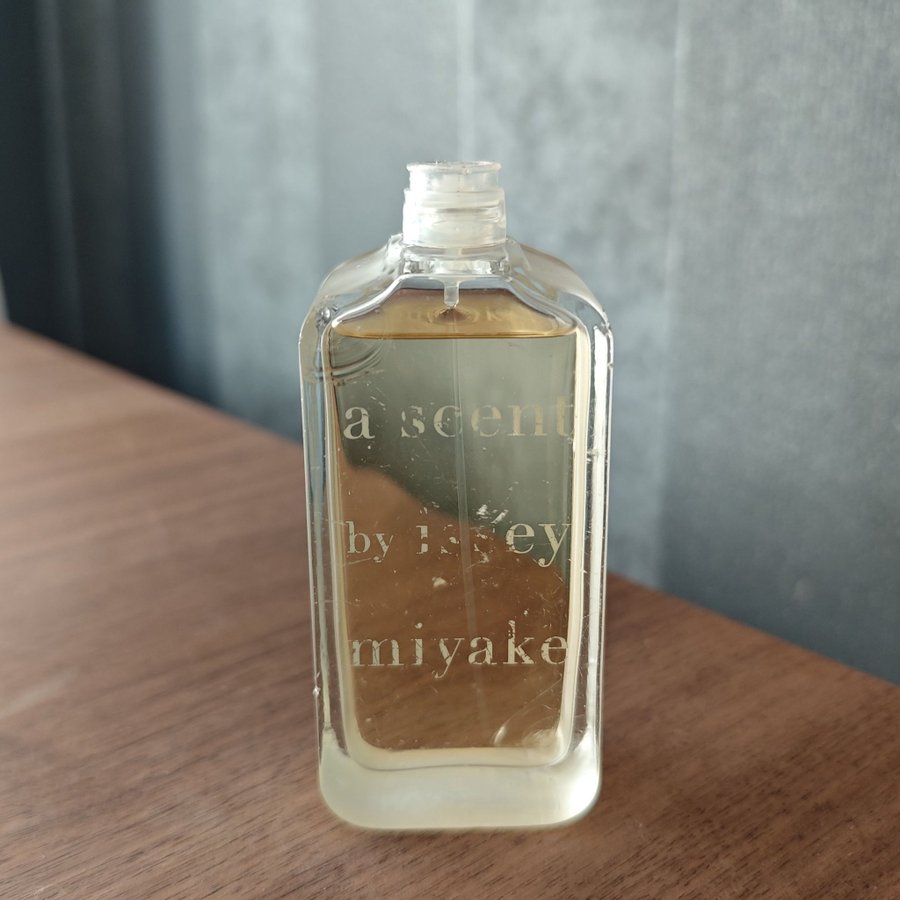 a scent
by issey
miyake